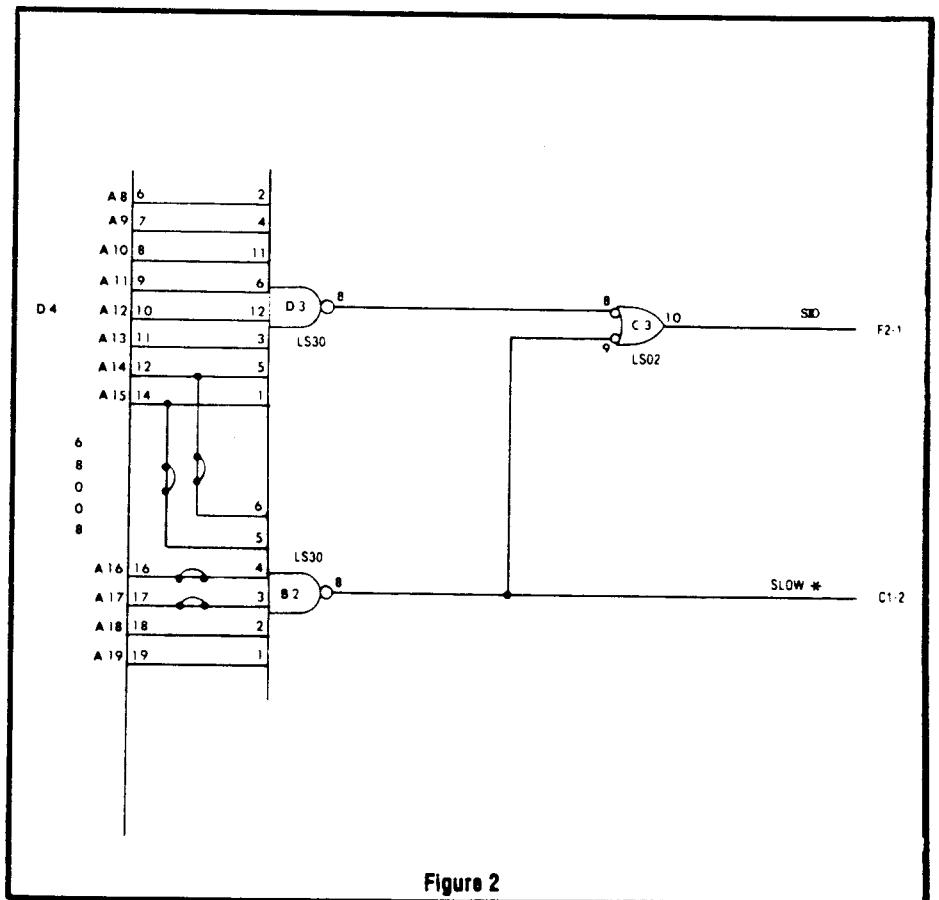 A8 6 2
A9 7 4
A10 8 11
A11 9 6
D4 A12 10 12 D3 8 8 C3 10 F2-1
A13 11 3 LS30 9 LS02
A14 12 5
A15 14 1
6
8
0
0
8
6
5
LS30
A16 16 4
A17 17 3 B2 8 SLOW * C1-2
A18 18 2
A19 19 1
Figure 2